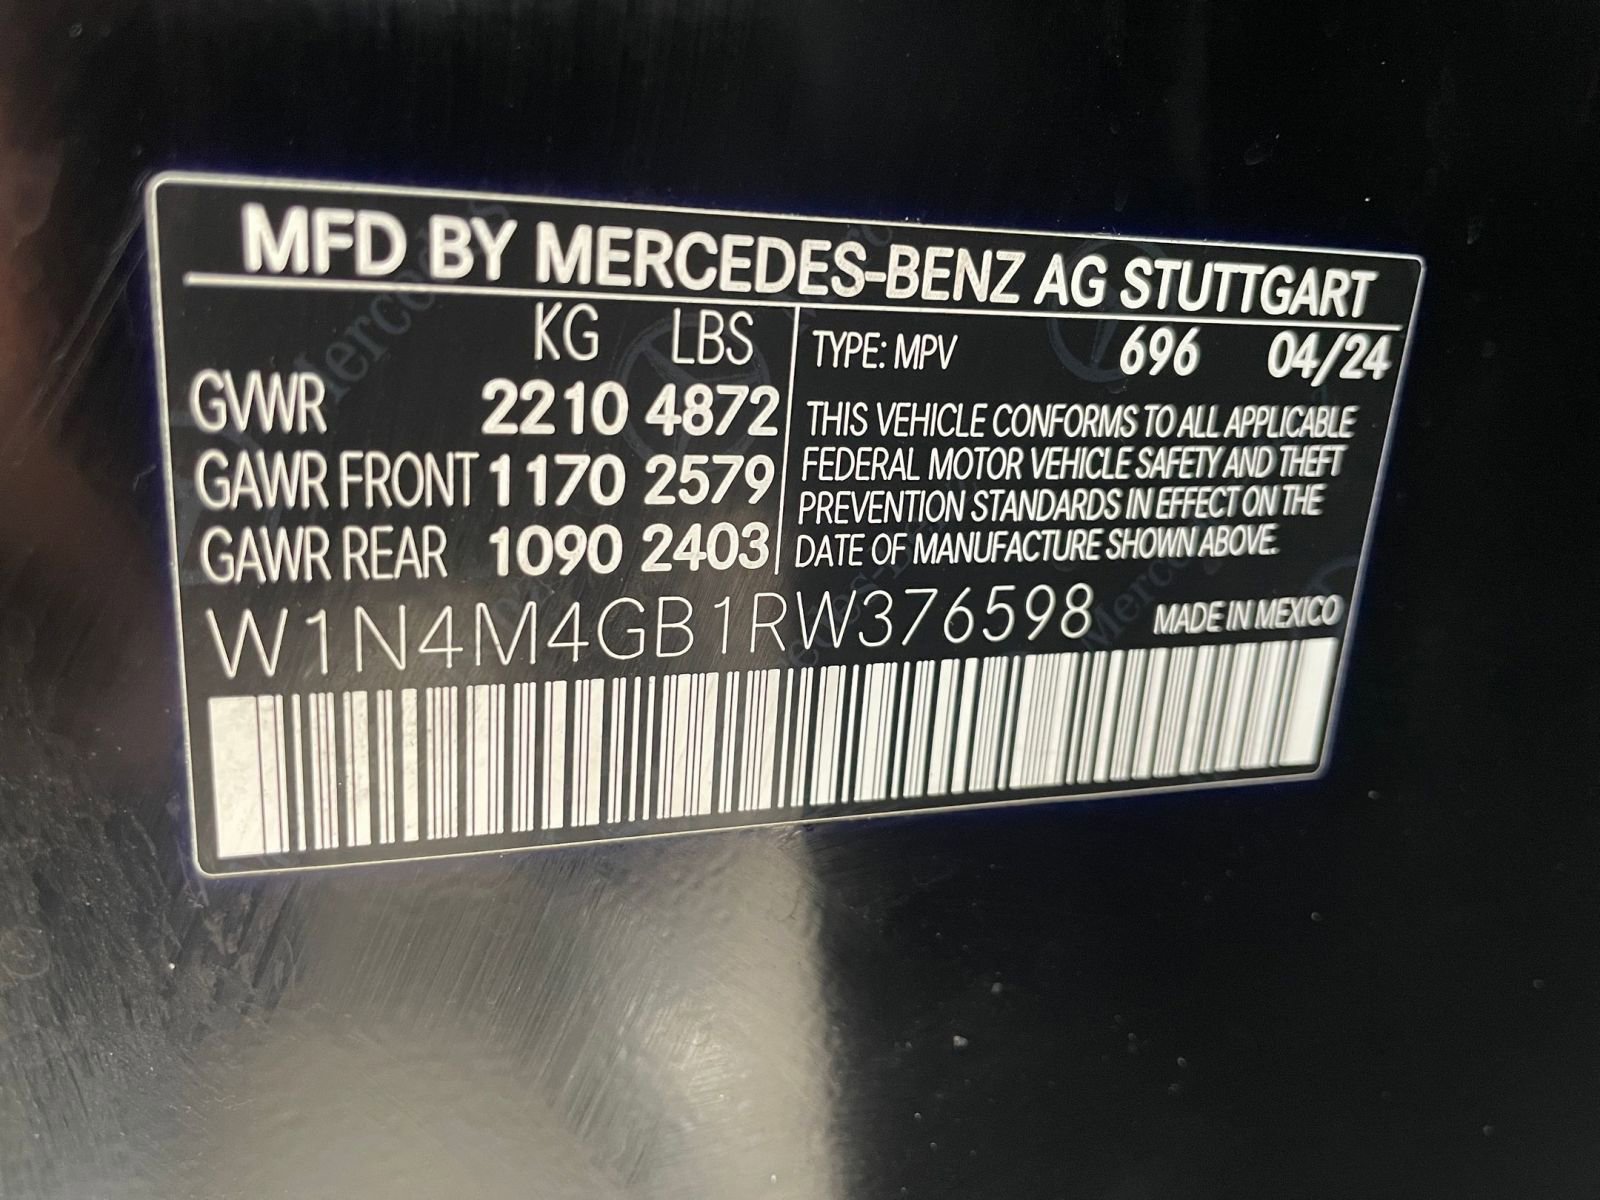 MFD BY MERCEDES-BENZ AG STUTTGART
KG LBS
GVWR 2210 4872
GAWR FRONT 1170 2579
GAWR REAR 1090 2403
TYPE: MPV 696 04/24
THIS VEHICLE CONFORMS TO ALL APPLICABLE
FEDERAL MOTOR VEHICLE SAFETY AND THEFT
PREVENTION STANDARDS IN EFFECT ON THE
DATE OF MANUFACTURE SHOWN ABOVE.
W1N4M4GB1RW376598 MADE IN MEXICO